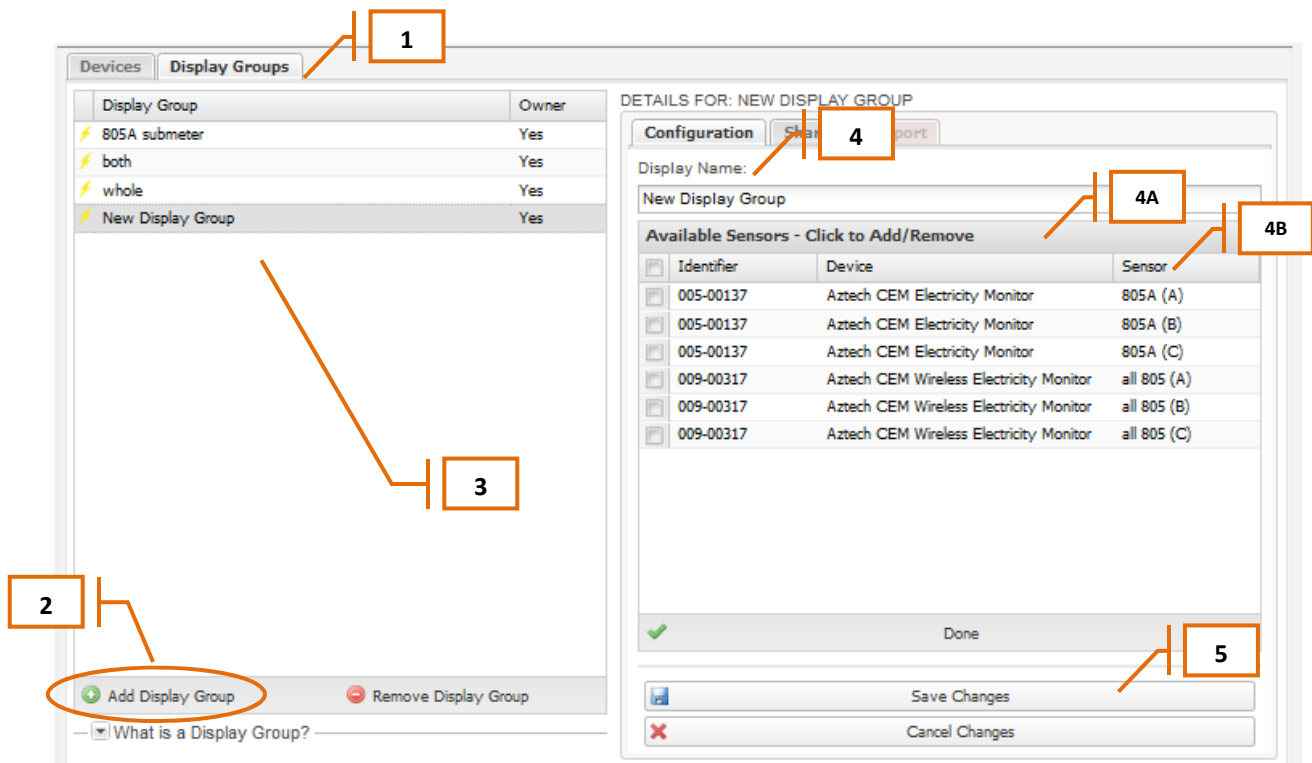 1
Devices Display Groups
Display Group Owner
805A submeter Yes
both Yes
whole Yes
New Display Group Yes
3
2
Add Display Group Remove Display Group
What is a Display Group?
DETAILS FOR: NEW DISPLAY GROUP
Configuration
4
Display Name:
New Display Group
4A
4B
Available Sensors - Click to Add/Remove
Identifier Device Sensor
005-00137 Aztech CEM Electricity Monitor 805A (A)
005-00137 Aztech CEM Electricity Monitor 805A (B)
005-00137 Aztech CEM Electricity Monitor 805A (C)
009-00317 Aztech CEM Wireless Electricity Monitor all 805 (A)
009-00317 Aztech CEM Wireless Electricity Monitor all 805 (B)
009-00317 Aztech CEM Wireless Electricity Monitor all 805 (C)
Done
5
Save Changes
Cancel Changes